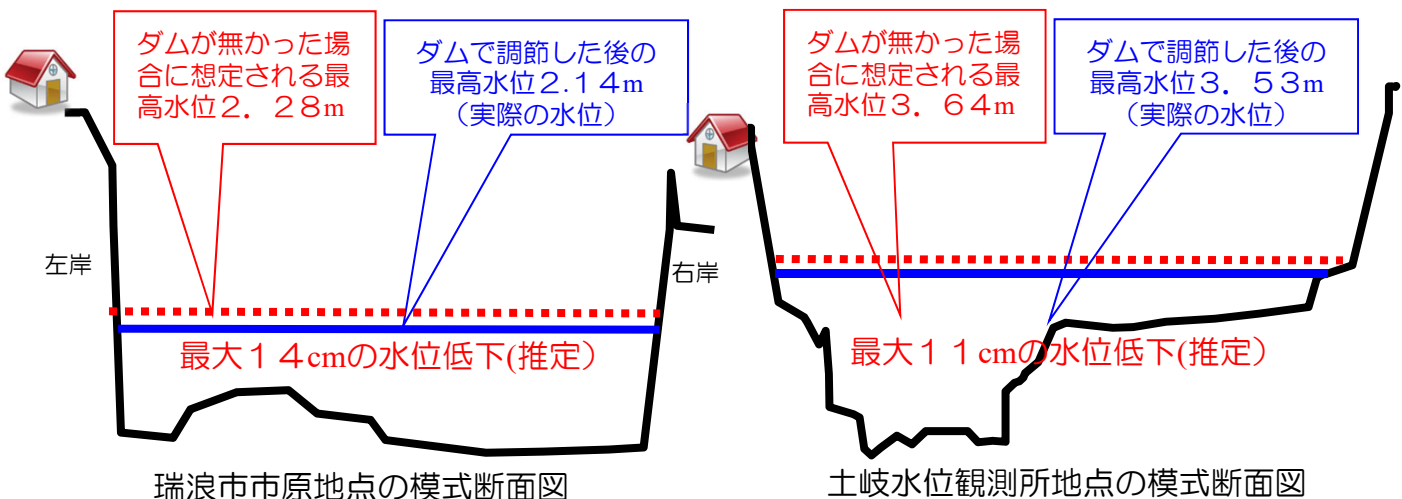 ダムが無かった場
合に想定される最
高水位２．２８m
ダムで調節した後の
最高水位２.１４m
（実際の水位）
左岸
右岸
最大１４cmの水位低下(推定）
瑞浪市市原地点の模式断面図
ダムが無かった場
合に想定される最
高水位３．６４m
ダムで調節した後の
最高水位３．５３m
（実際の水位）
最大１１cmの水位低下(推定）
土岐水位観測所地点の模式断面図